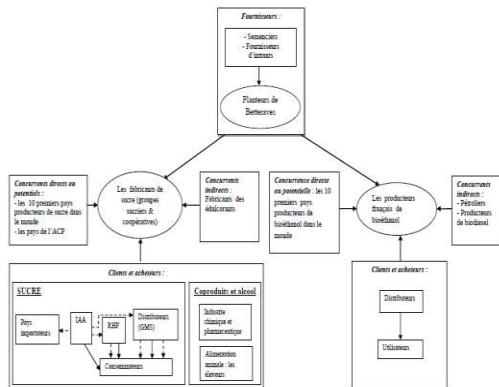 Fournisseurs :
- Semenciers
- Fournisseurs
d'intrants
Planteurs de
Betteraves
Concurrents directs ou
potentiels :
- les 10 premiers pays
producteurs de sucre dans
le monde
- les pays de l'ACP
Les fabricants de
sucre (groupes
sucriers &
coopératives)
Concurrents
indirects :
Fabricants des
édulcorants
Concurrence directe
ou potentielle : les 10
premiers pays
producteurs de
bioéthanol dans le
monde
Les producteurs
français de
bioéthanol
Concurrents
indirects :
- Pétroliers
- Producteurs
de biodiesel
Clients et acheteurs :
SUCRE
Pays
importateurs
IAA
RHF
Distributeurs
(GMS)
Consommateurs
Coproduits et alcool
Industrie
chimique et
pharmaceutique
Alimentation
animale : les
éleveurs
Clients et acheteurs :
Distributeurs
Utilisateurs